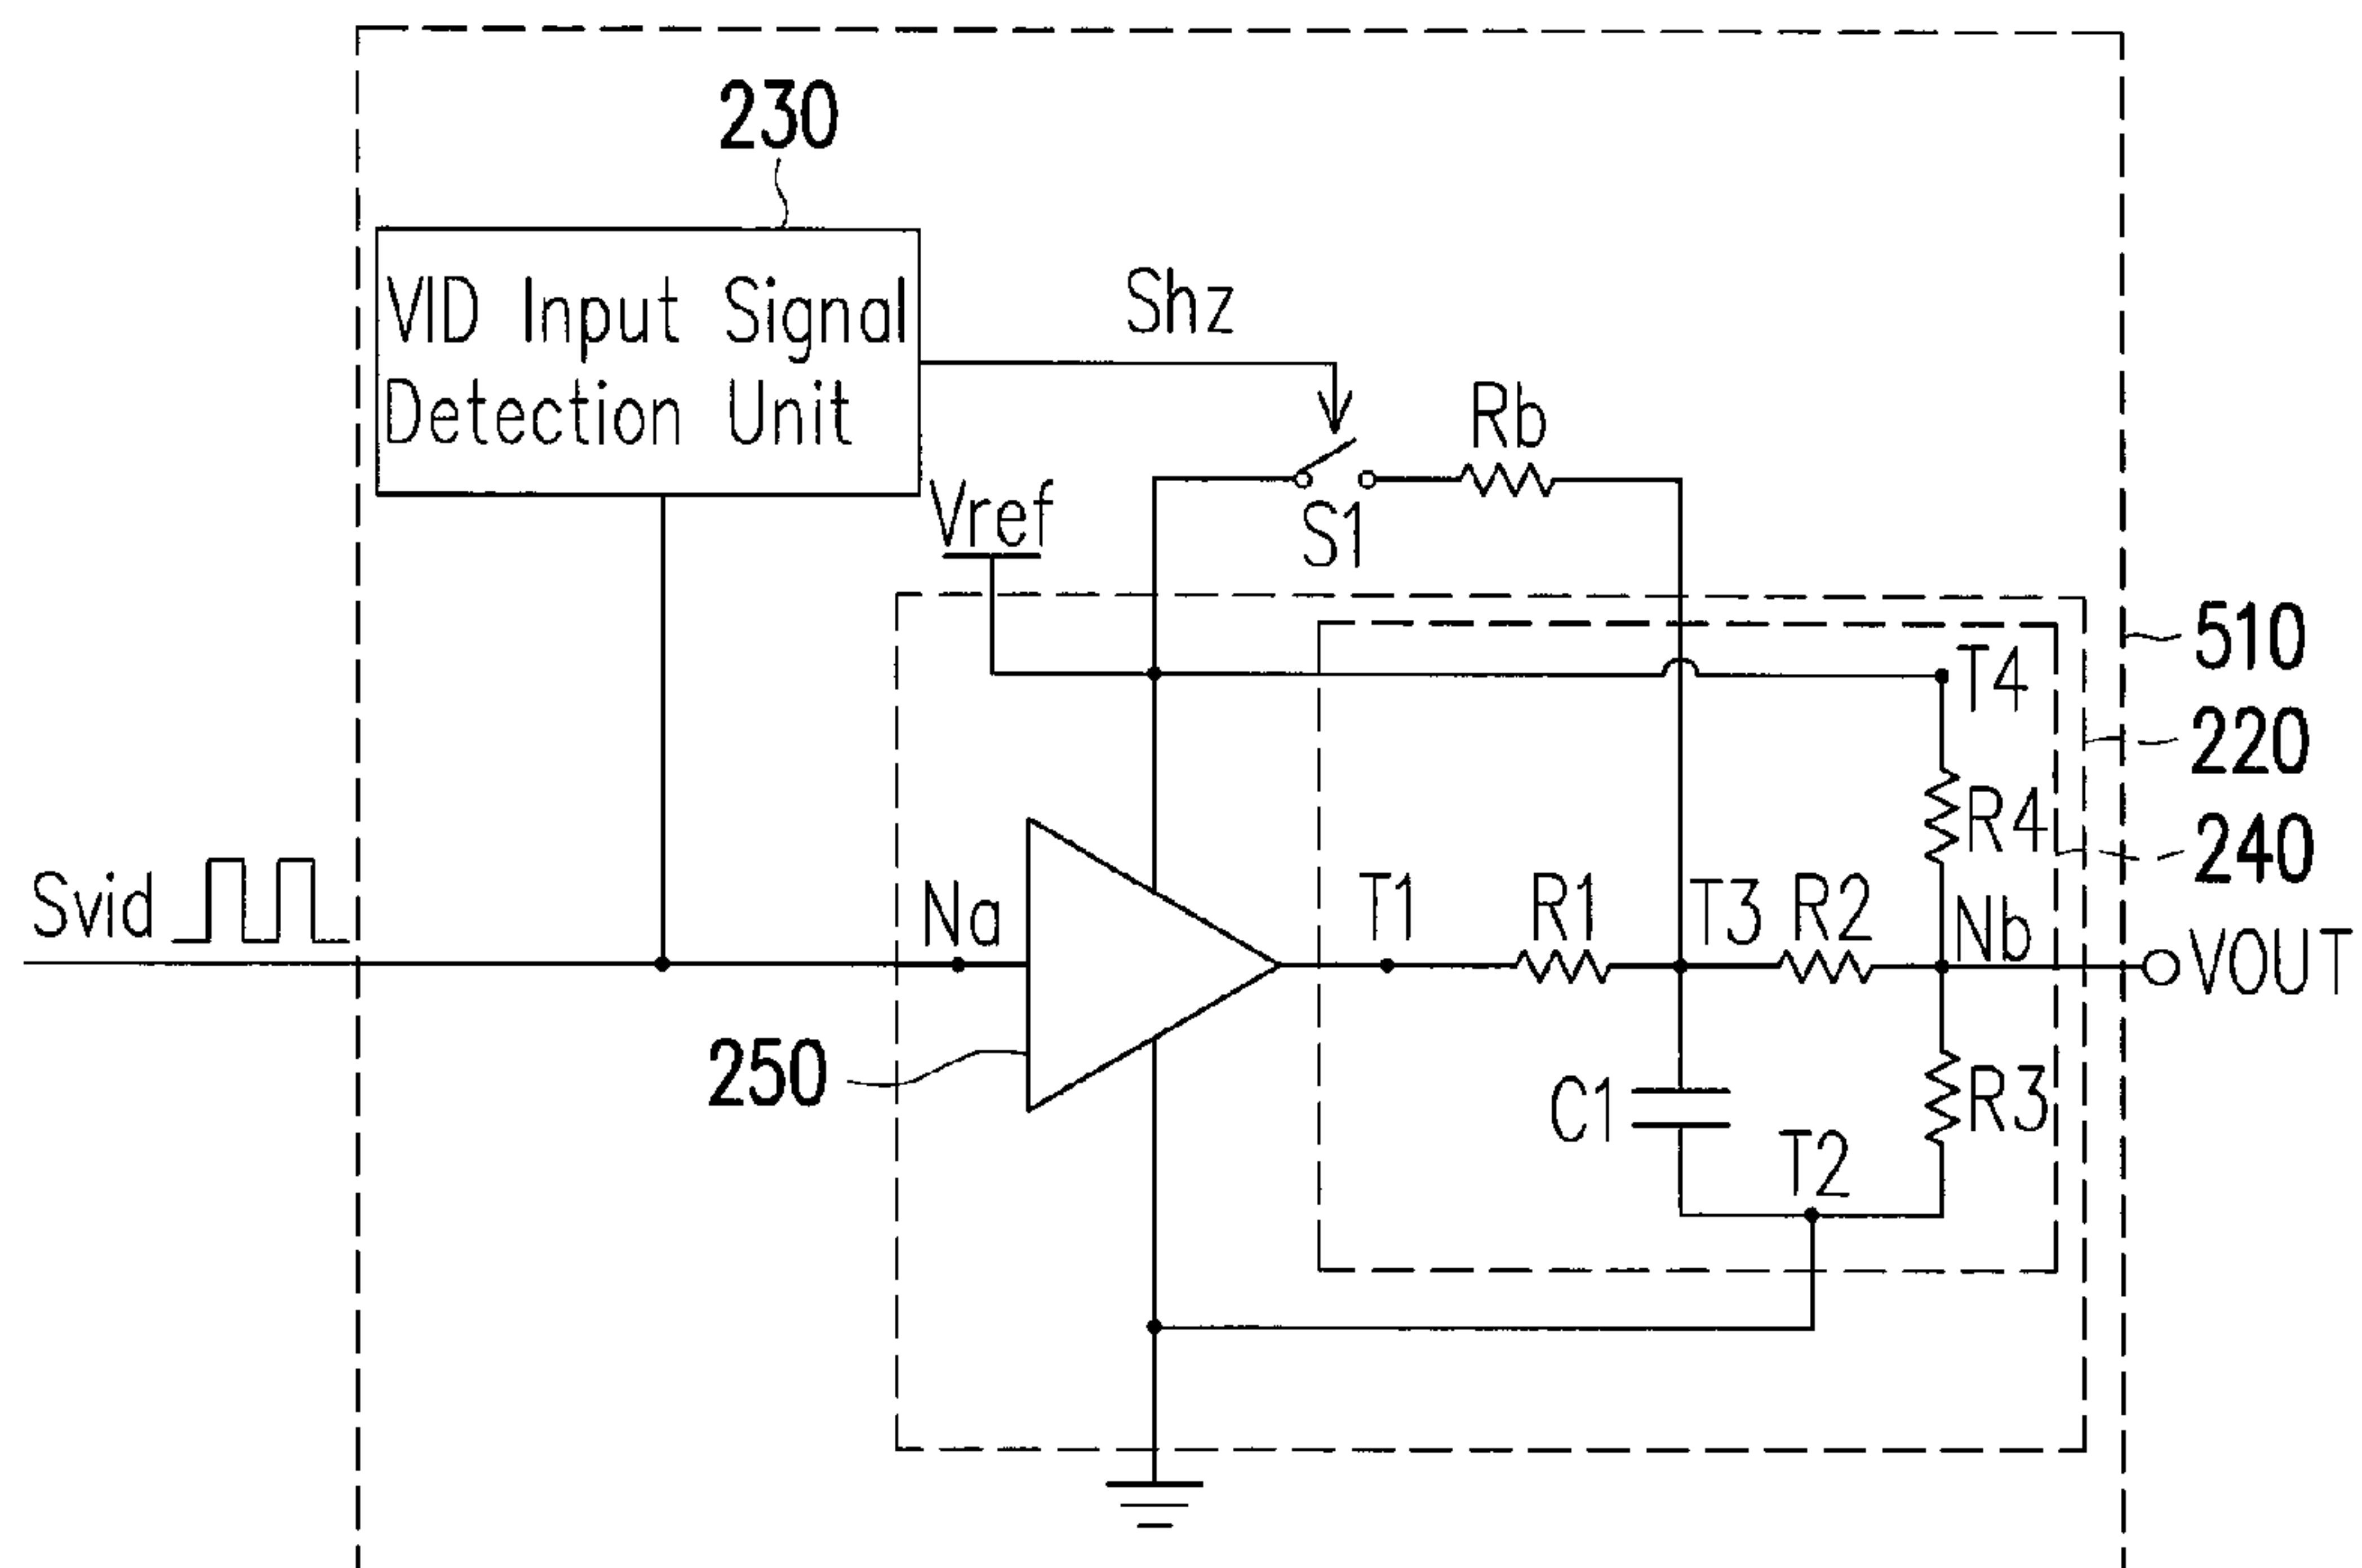 230
VID Input Signal
Detection Unit
Shz
Rb
S1
Vref
510
T4
220
R4
240
Svid
Na
T1
R1
T3
R2
Nb
VOUT
250
C1
T2
R3